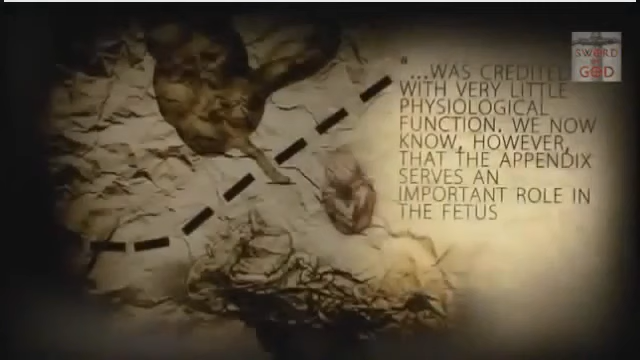 "...WAS CREDITED
WITH VERY LITTLE
PHYSIOLOGICAL
FUNCTION. WE NOW
KNOW, HOWEVER,
THAT THE APPENDIX
SERVES AN
IMPORTANT ROLE IN
THE FETUS
SWORD
OF
GOD